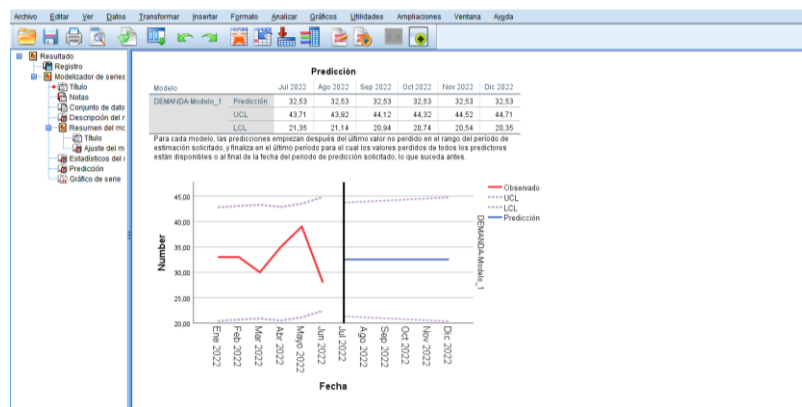 Archivo Editar Ver Datos Transformar Insertar Formato Analizar Gráficos Utilidades Ampliaciones Ventana Ayuda
Resultado
Registro
Modelizador de series
Título
Notas
Conjunto de dato
Descripción del r
Resumen del mo
Título
Ajuste del m
Estadísticos del r
Predicción
Gráfico de serie
Predicción
Modelo Jul 2022 Ago 2022 Sep 2022 Oct 2022 Nov 2022 Dic 2022
DEMANDA-Modelo_1 Predicción 32,53 32,53 32,53 32,53 32,53 32,53
UCL 43,71 43,92 44,12 44,32 44,52 44,71
LCL 21,35 21,14 20,94 20,74 20,54 20,35
Para cada modelo, las predicciones empiezan después del último valor no perdido en el rango del período de
estimación solicitado, y finaliza en el último período para el cual los valores perdidos de todos los predictores
están disponibles o al final de la fecha del período de predicción solicitado, lo que suceda antes.
Number
45,00
40,00
35,00
30,00
25,00
20,00
Ene 2022
Feb 2022
Mar 2022
Abr 2022
Mayo 2022
Jun 2022
Jul 2022
Ago 2022
Sep 2022
Oct 2022
Nov 2022
Dic 2022
Fecha
DEMANDA-Modelo_1
Observado
UCL
LCL
Predicción